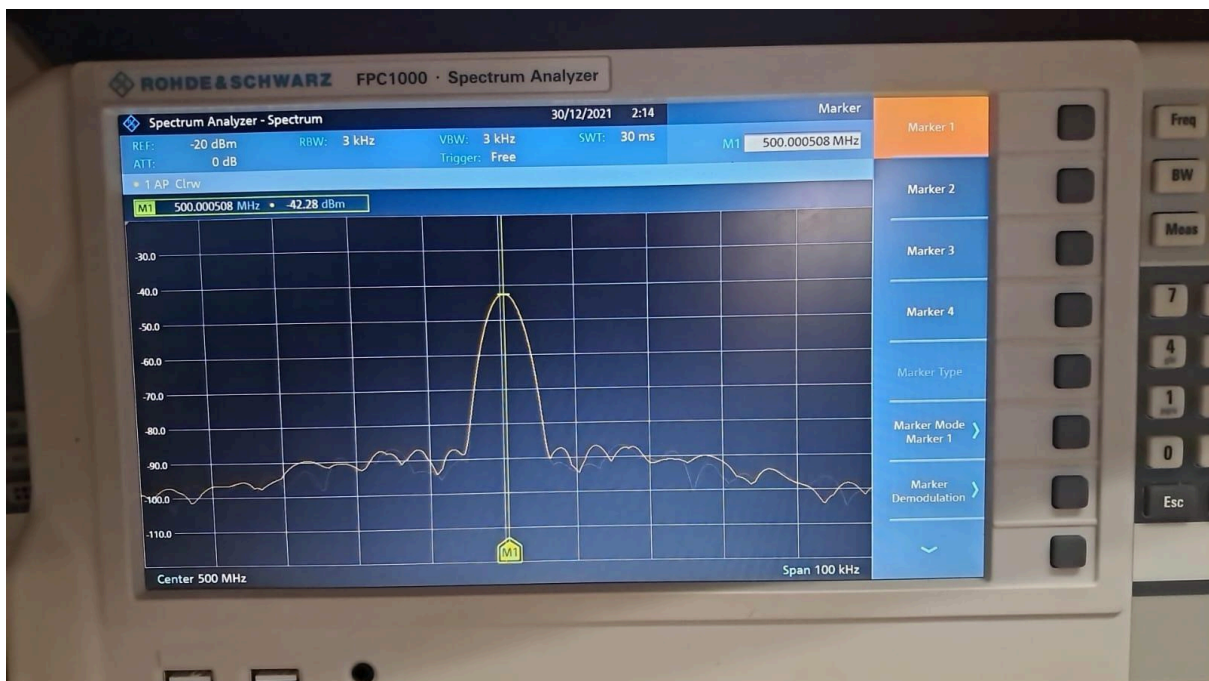 ROHDE&SCHWARZ FPC1000 · Spectrum Analyzer
Spectrum Analyzer - Spectrum 30/12/2021 2:14 Marker
REF: -20 dBm RBW: 3 kHz VBW: 3 kHz SWT: 30 ms M1 500.000508 MHz
ATT: 0 dB Trigger: Free
1 AP Clrw
M1 500.000508 MHz • -42.28 dBm
-30.0
-40.0
-50.0
-60.0
-70.0
-80.0
-90.0
-100.0
-110.0
M1
Center 500 MHz Span 100 kHz
Marker 1
Marker 2
Marker 3
Marker 4
Marker Type
Marker Mode
Marker 1
Marker
Demodulation
Freq
BW
Meas
7
4
1
0
Esc